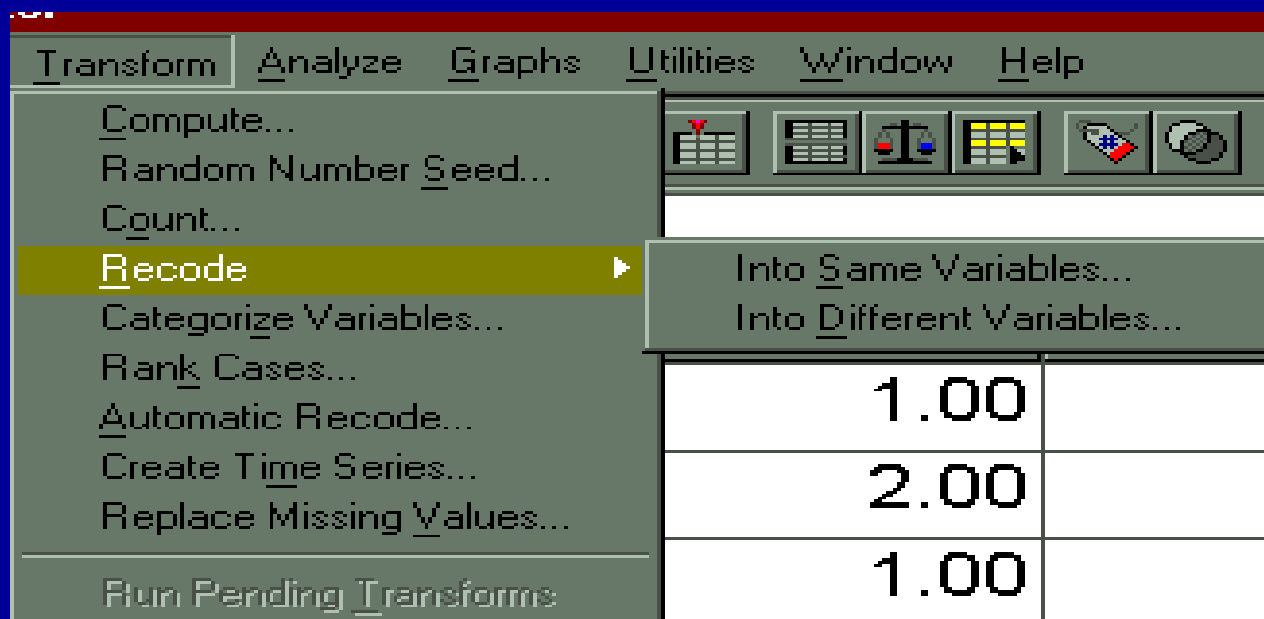 Transform Analyze Graphs Utilities Window Help
Compute...
Random Number Seed...
Count...
Recode
Into Same Variables...
Into Different Variables...
Categorize Variables...
Rank Cases...
Automatic Recode...
Create Time Series...
Replace Missing Values...
Run Pending Transforms
1.00
2.00
1.00